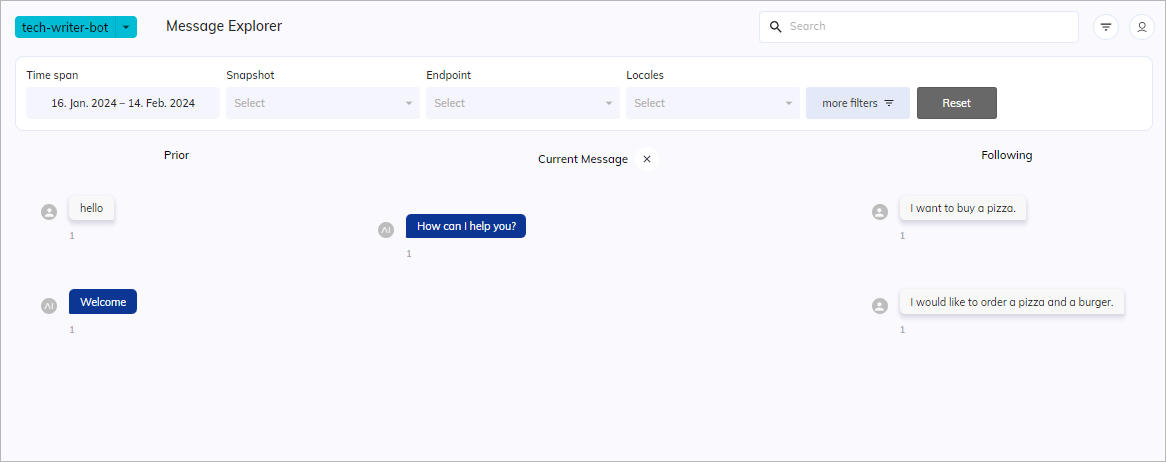 tech-writer-bot
Message Explorer
Search
Time span
Snapshot
Endpoint
Locales
16. Jan. 2024 – 14. Feb. 2024
Select
Select
Select
more filters
Reset
Prior
Current Message
Following
hello
1
AI
Welcome
1
AI
How can I help you?
1
I want to buy a pizza.
1
I would like to order a pizza and a burger.
1